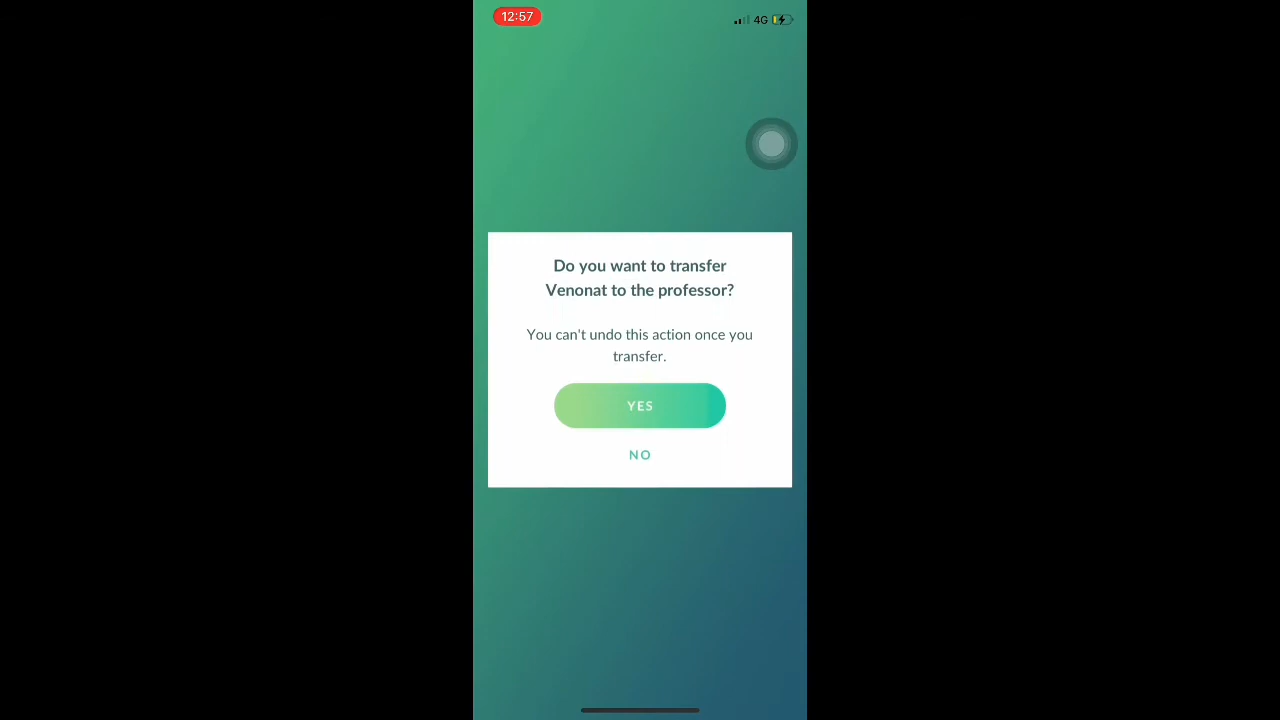 12:57
4G
Do you want to transfer
Venonat to the professor?
You can't undo this action once you
transfer.
YES
NO